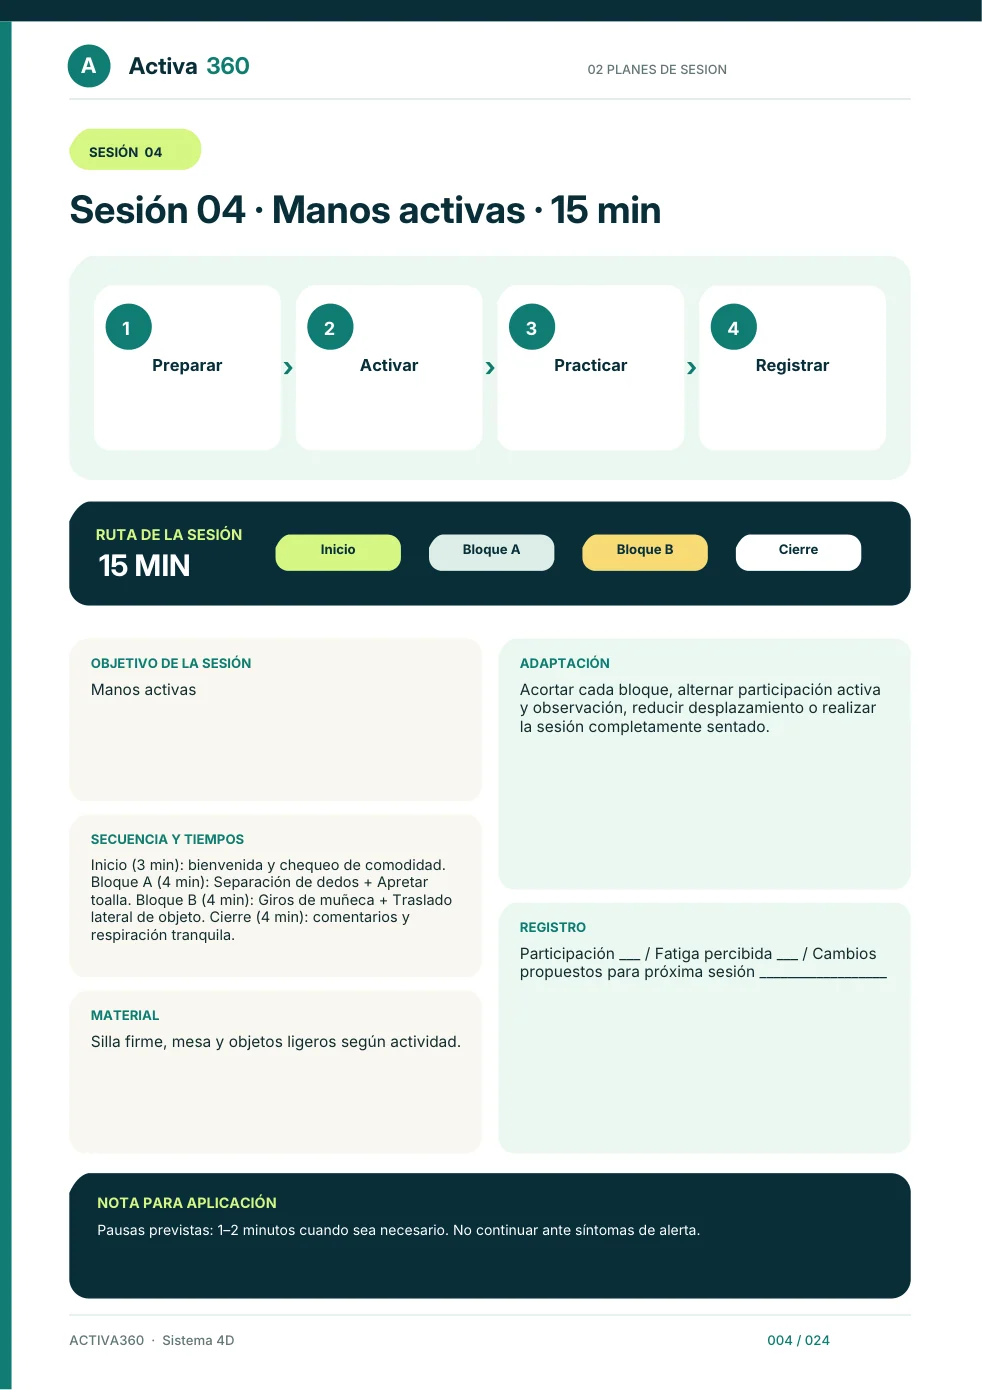 A Activa 360
02 PLANES DE SESION
SESIÓN 04
Sesión 04 · Manos activas · 15 min
1
Preparar
›
2
Activar
›
3
Practicar
›
4
Registrar
RUTA DE LA SESIÓN
15 MIN
Inicio
Bloque A
Bloque B
Cierre
OBJETIVO DE LA SESIÓN
Manos activas
SECUENCIA Y TIEMPOS
Inicio (3 min): bienvenida y chequeo de comodidad.
Bloque A (4 min): Separación de dedos + Apretar
toalla. Bloque B (4 min): Giros de muñeca + Traslado
lateral de objeto. Cierre (4 min): comentarios y
respiración tranquila.
MATERIAL
Silla firme, mesa y objetos ligeros según actividad.
ADAPTACIÓN
Acortar cada bloque, alternar participación activa
y observación, reducir desplazamiento o realizar
la sesión completamente sentado.
REGISTRO
Participación ___ / Fatiga percibida ___ / Cambios
propuestos para próxima sesión __________________
NOTA PARA APLICACIÓN
Pausas previstas: 1–2 minutos cuando sea necesario. No continuar ante síntomas de alerta.
ACTIVA360 · Sistema 4D
004 / 024